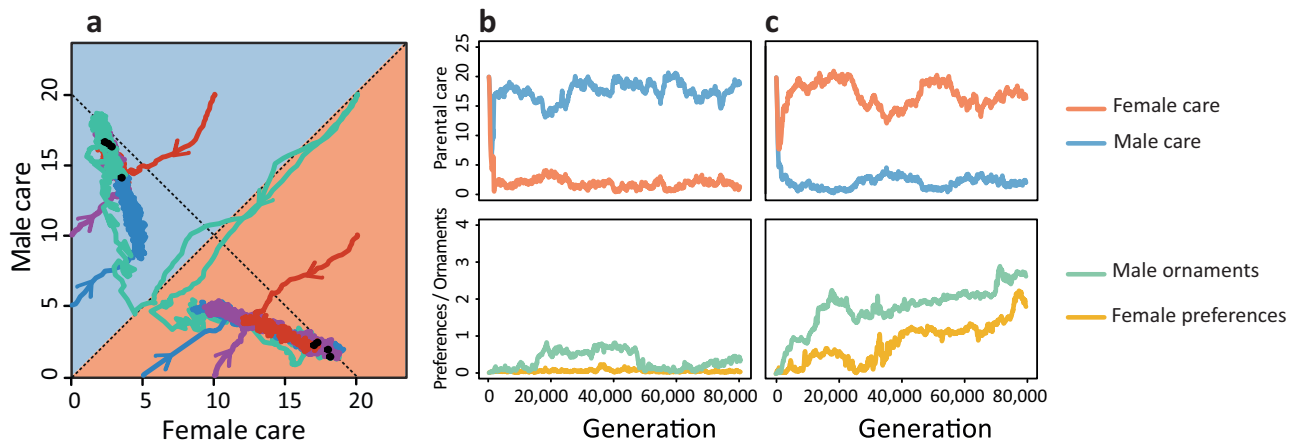 a
Male care
20
15
10
5
0
0
5
10
15
20
Female care
b
Parental care
25
20
15
10
5
0
Preferences / Ornaments
4
3
2
1
0
0
20,000
40,000
60,000
80,000
Generation
c
0
20,000
40,000
60,000
80,000
Generation
Female care
Male care
Male ornaments
Female preferences